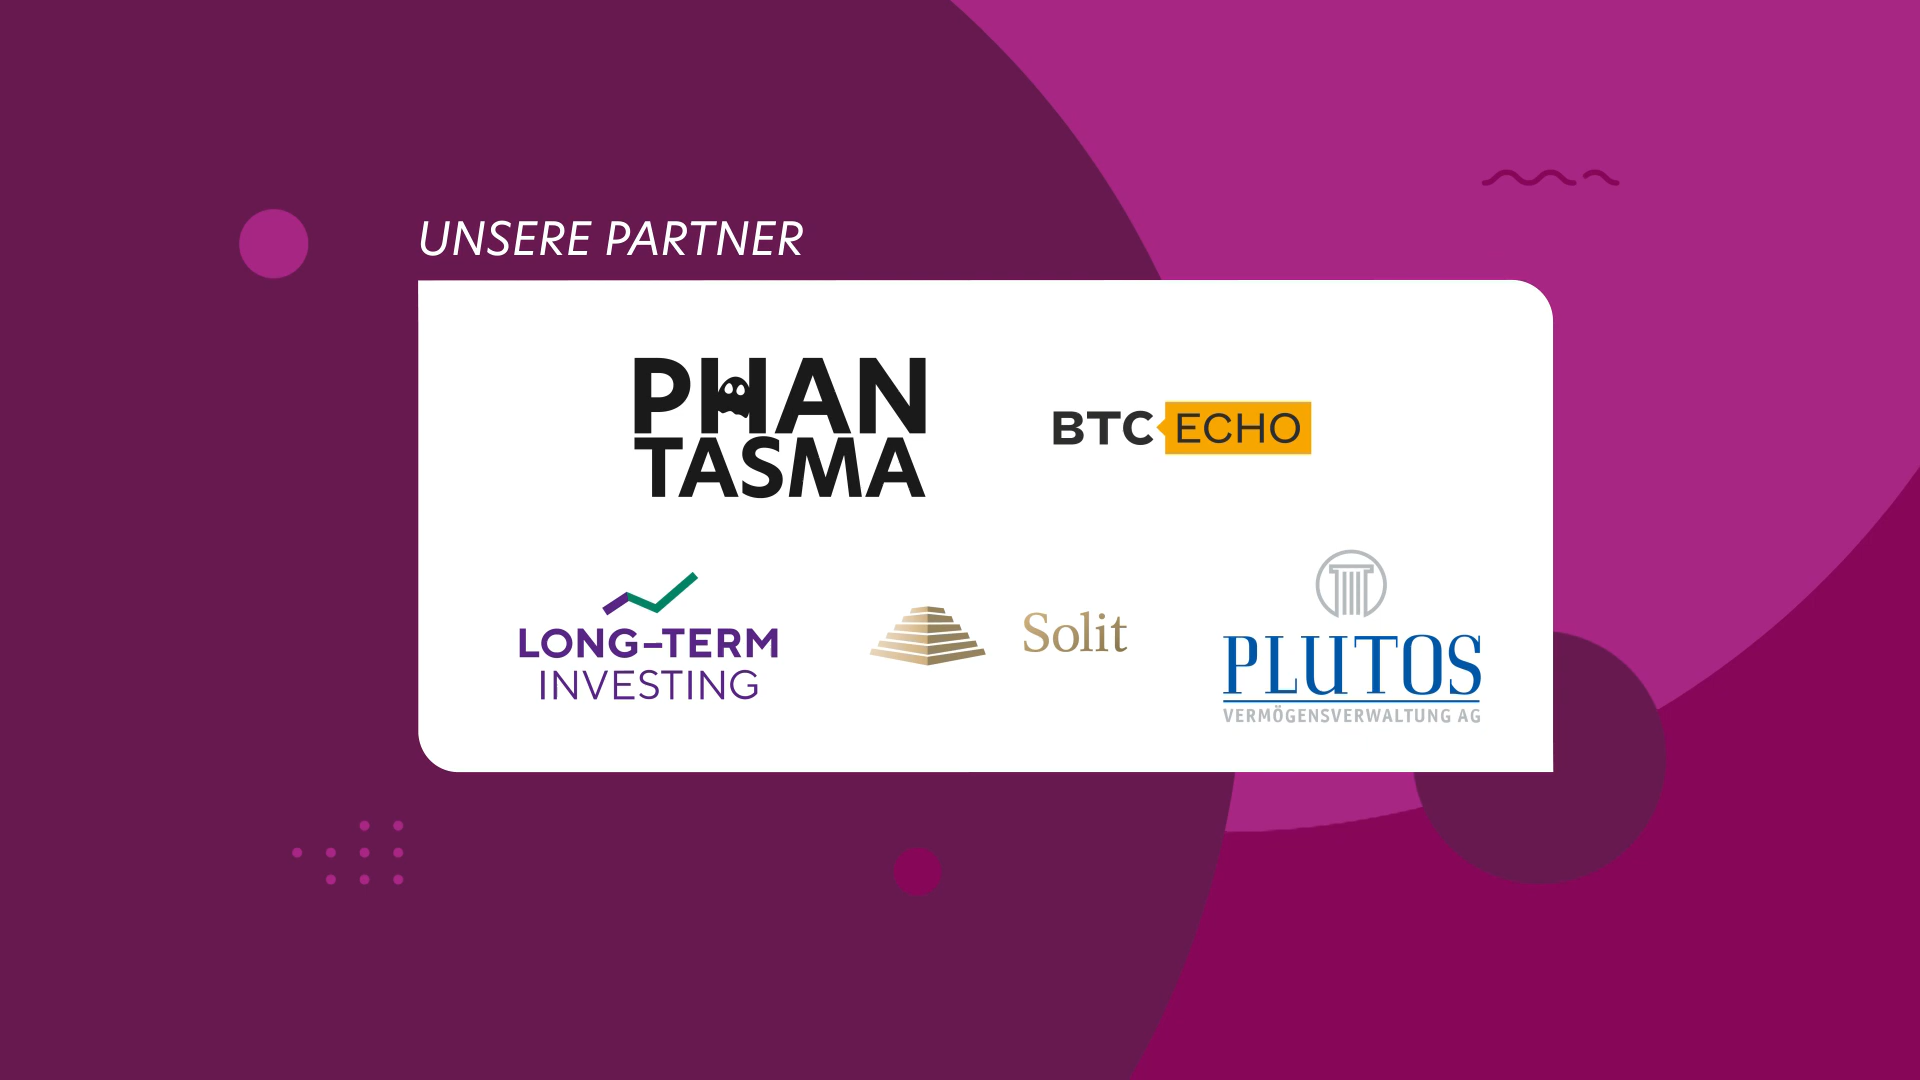 UNSERE PARTNER
PHAN
TASMA
BTC ECHO
LONG-TERM
INVESTING
Solit
PLUTOS
VERMÖGENSVERWALTUNG AG